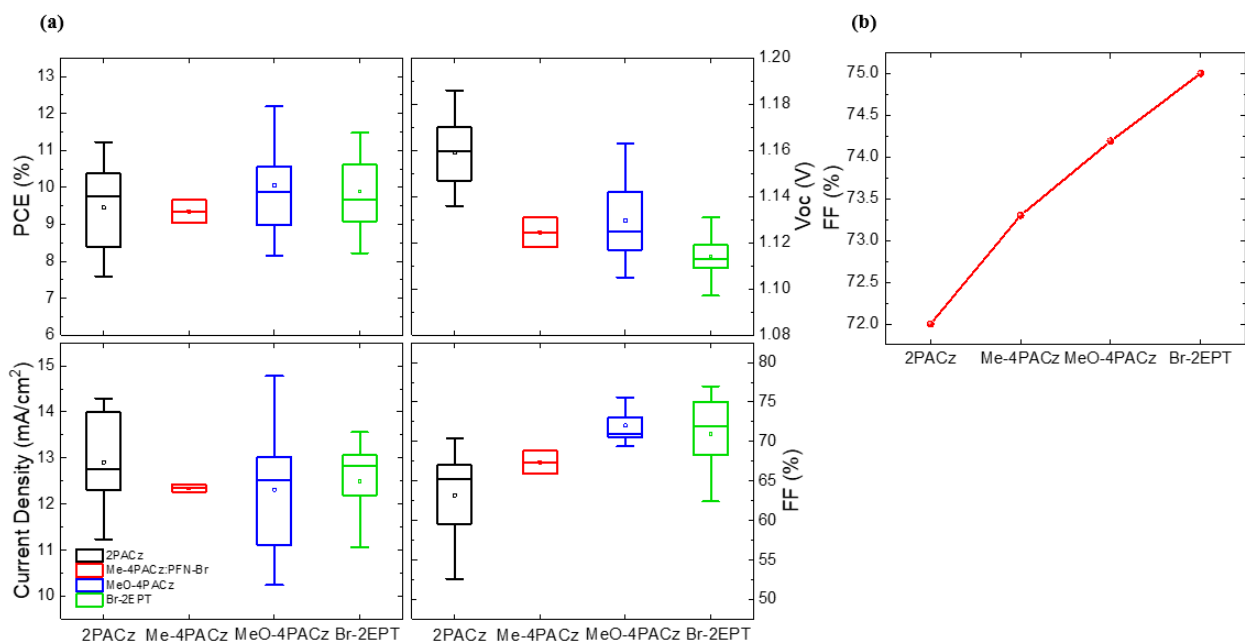 (a)
(b)
PCE (%)
13
12
11
10
9
8
7
6
1.20
1.18
1.16
1.14
1.12
1.10
1.08
Voc (V)
FF (%)
75.0
74.5
74.0
73.5
73.0
72.5
72.0
2PACz Me-4PACz MeO-4PACz Br-2EPT
Current Density (mA/cm²)
15
14
13
12
11
10
80
75
70
65
60
55
50
FF (%)
2PACz
Me-4PACz:PFN-Br
MeO-4PACz
Br-2EPT
2PACz Me-4PACz MeO-4PACz Br-2EPT
2PACz Me-4PACz MeO-4PACz Br-2EPT